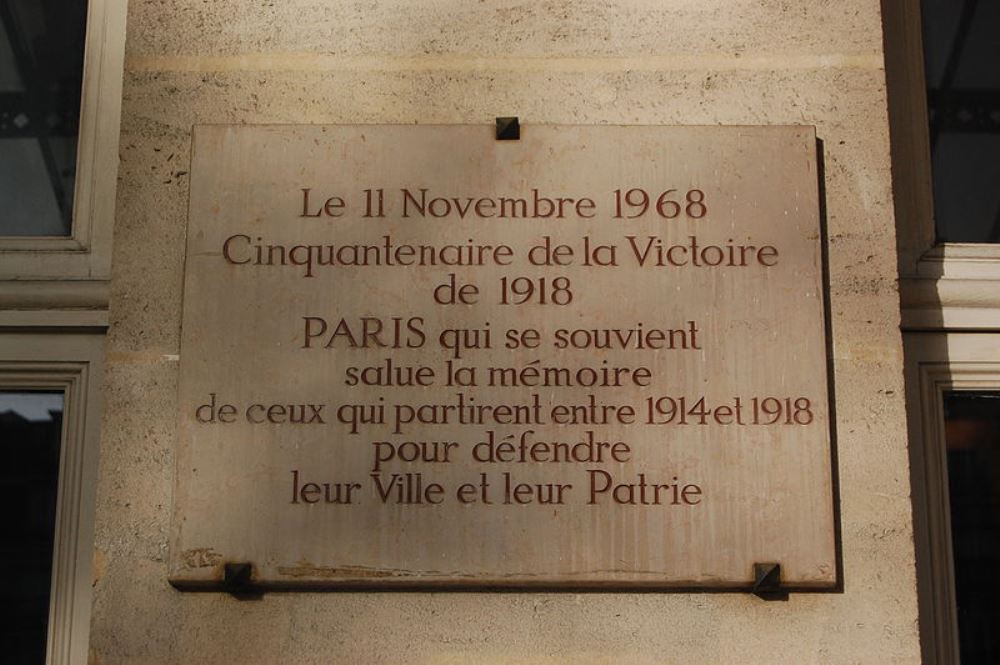 Le 11 Novembre 1968
Cinquantenaire de la Victoire
de 1918
PARIS qui se souvient
salue la mémoire
de ceux qui partirent entre 1914 et 1918
pour défendre
leur Ville et leur Patrie